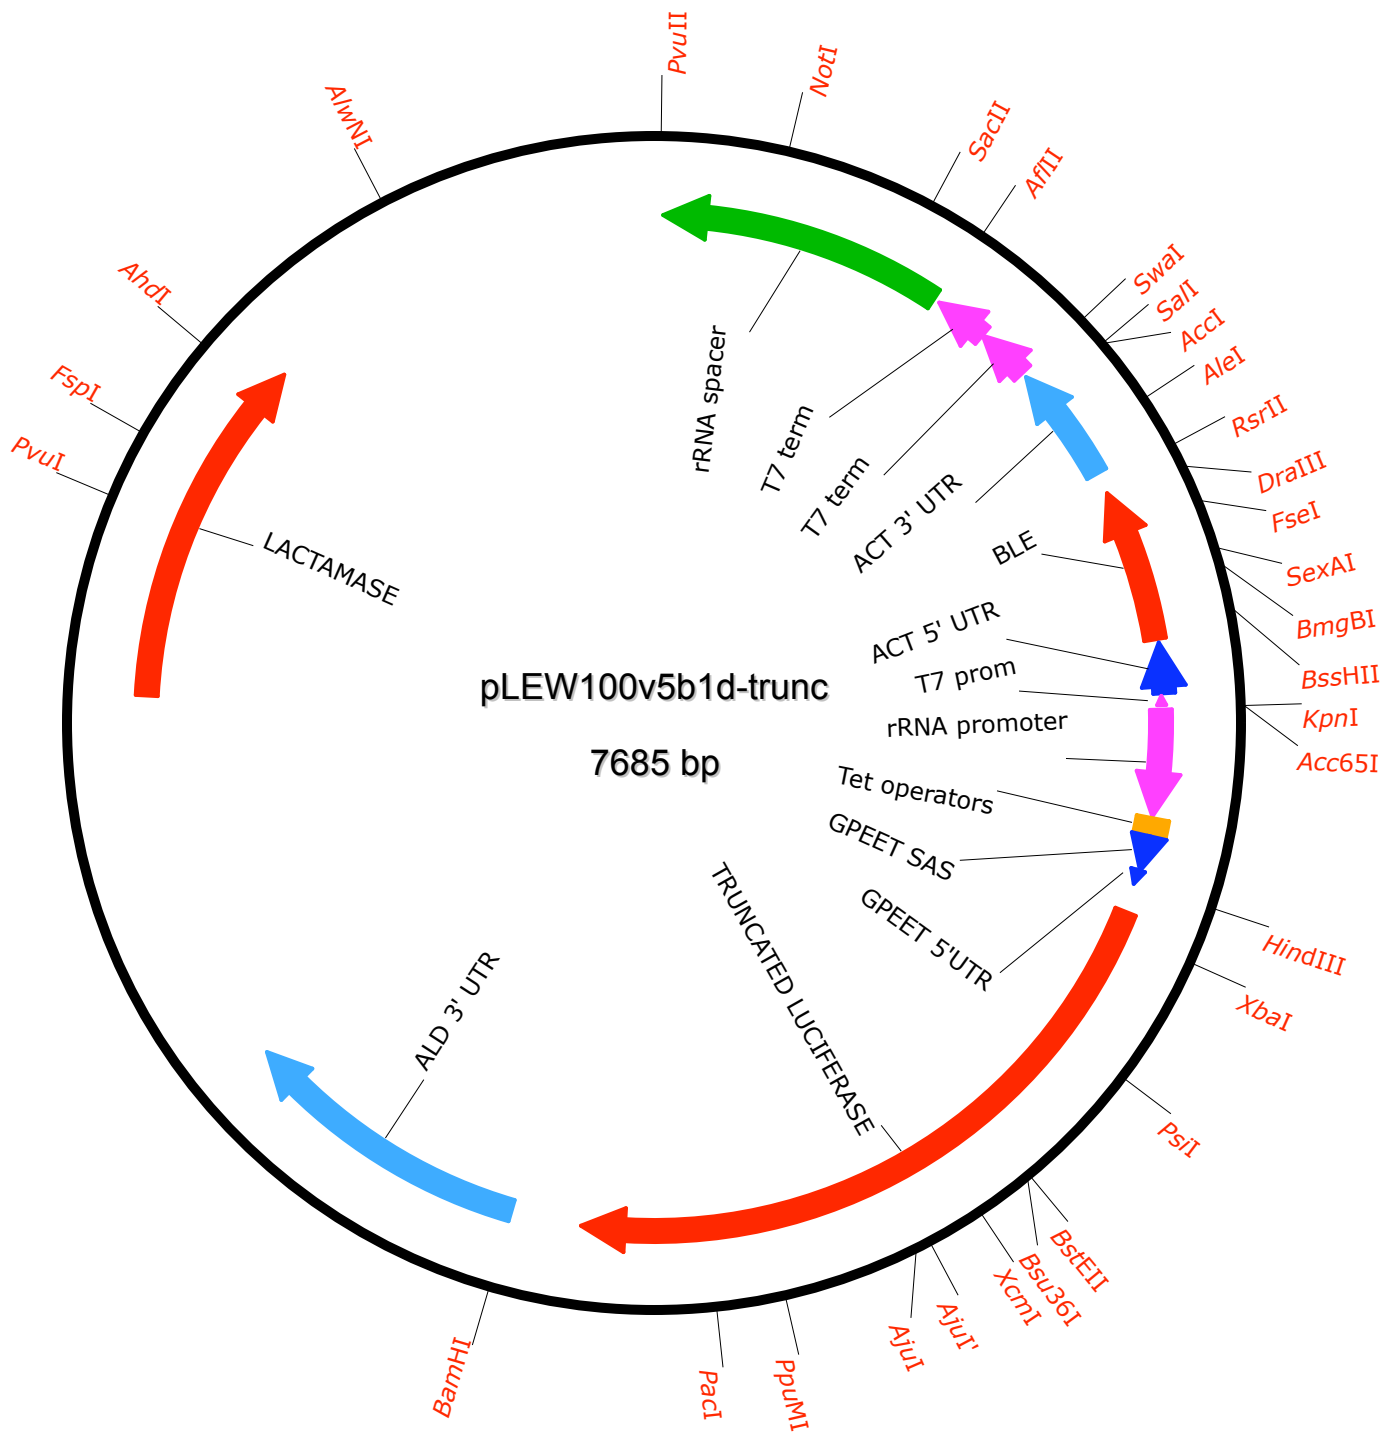 PvuII
NotI
SacII
AflII
SwaI
SalI
AccI
AleI
RsrII
DraIII
FseI
SexAI
BmgBI
BssHII
KpnI
Acc65I
HindIII
XbaI
PsiI
BstEII
Bsu36I
XcmI
AjuI'
AjuI
PpuMI
PacI
BamHI
PvuI
FspI
AhdI
AlwNI
rRNA spacer
T7 term
T7 term
ACT 3' UTR
BLE
ACT 5' UTR
T7 prom
rRNA promoter
Tet operators
GPEET SAS
GPEET 5'UTR
TRUNCATED LUCIFERASE
ALD 3' UTR
LACTAMASE
pLEW100v5b1d-trunc
7685 bp